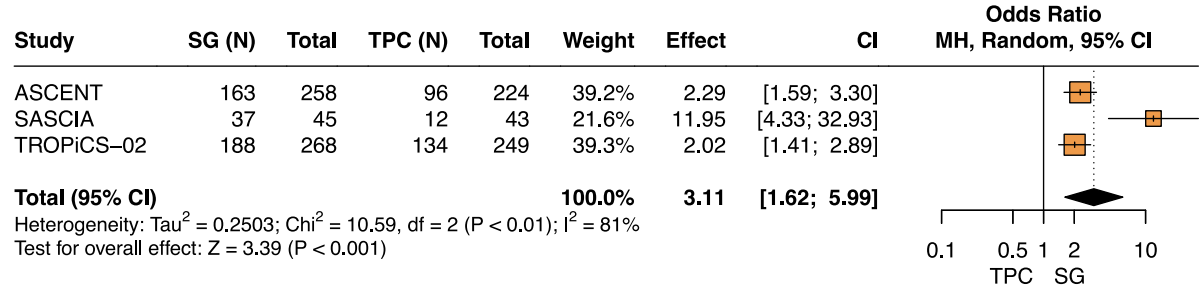 Odds Ratio
Study SG (N) Total TPC (N) Total Weight Effect CI MH, Random, 95% CI
ASCENT 163 258 96 224 39.2% 2.29 [1.59; 3.30]
SASCIA 37 45 12 43 21.6% 11.95 [4.33; 32.93]
TROPiCS−02 188 268 134 249 39.3% 2.02 [1.41; 2.89]
Total (95% CI) 100.0% 3.11 [1.62; 5.99]
Heterogeneity: Tau² = 0.2503; Chi² = 10.59, df = 2 (P < 0.01); I² = 81%
Test for overall effect: Z = 3.39 (P < 0.001)
0.1 0.5 1 2 10
TPC SG